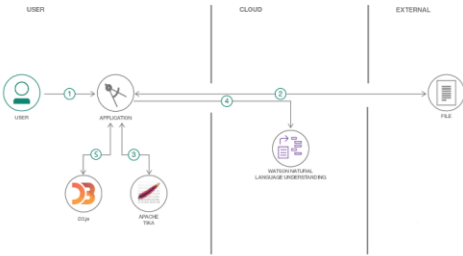 USER
CLOUD
EXTERNAL
1
2
4
USER
APPLICATION
FILE
5
3
WATSON NATURAL
LANGUAGE UNDERSTANDING
D3.js
APACHE
TIKA